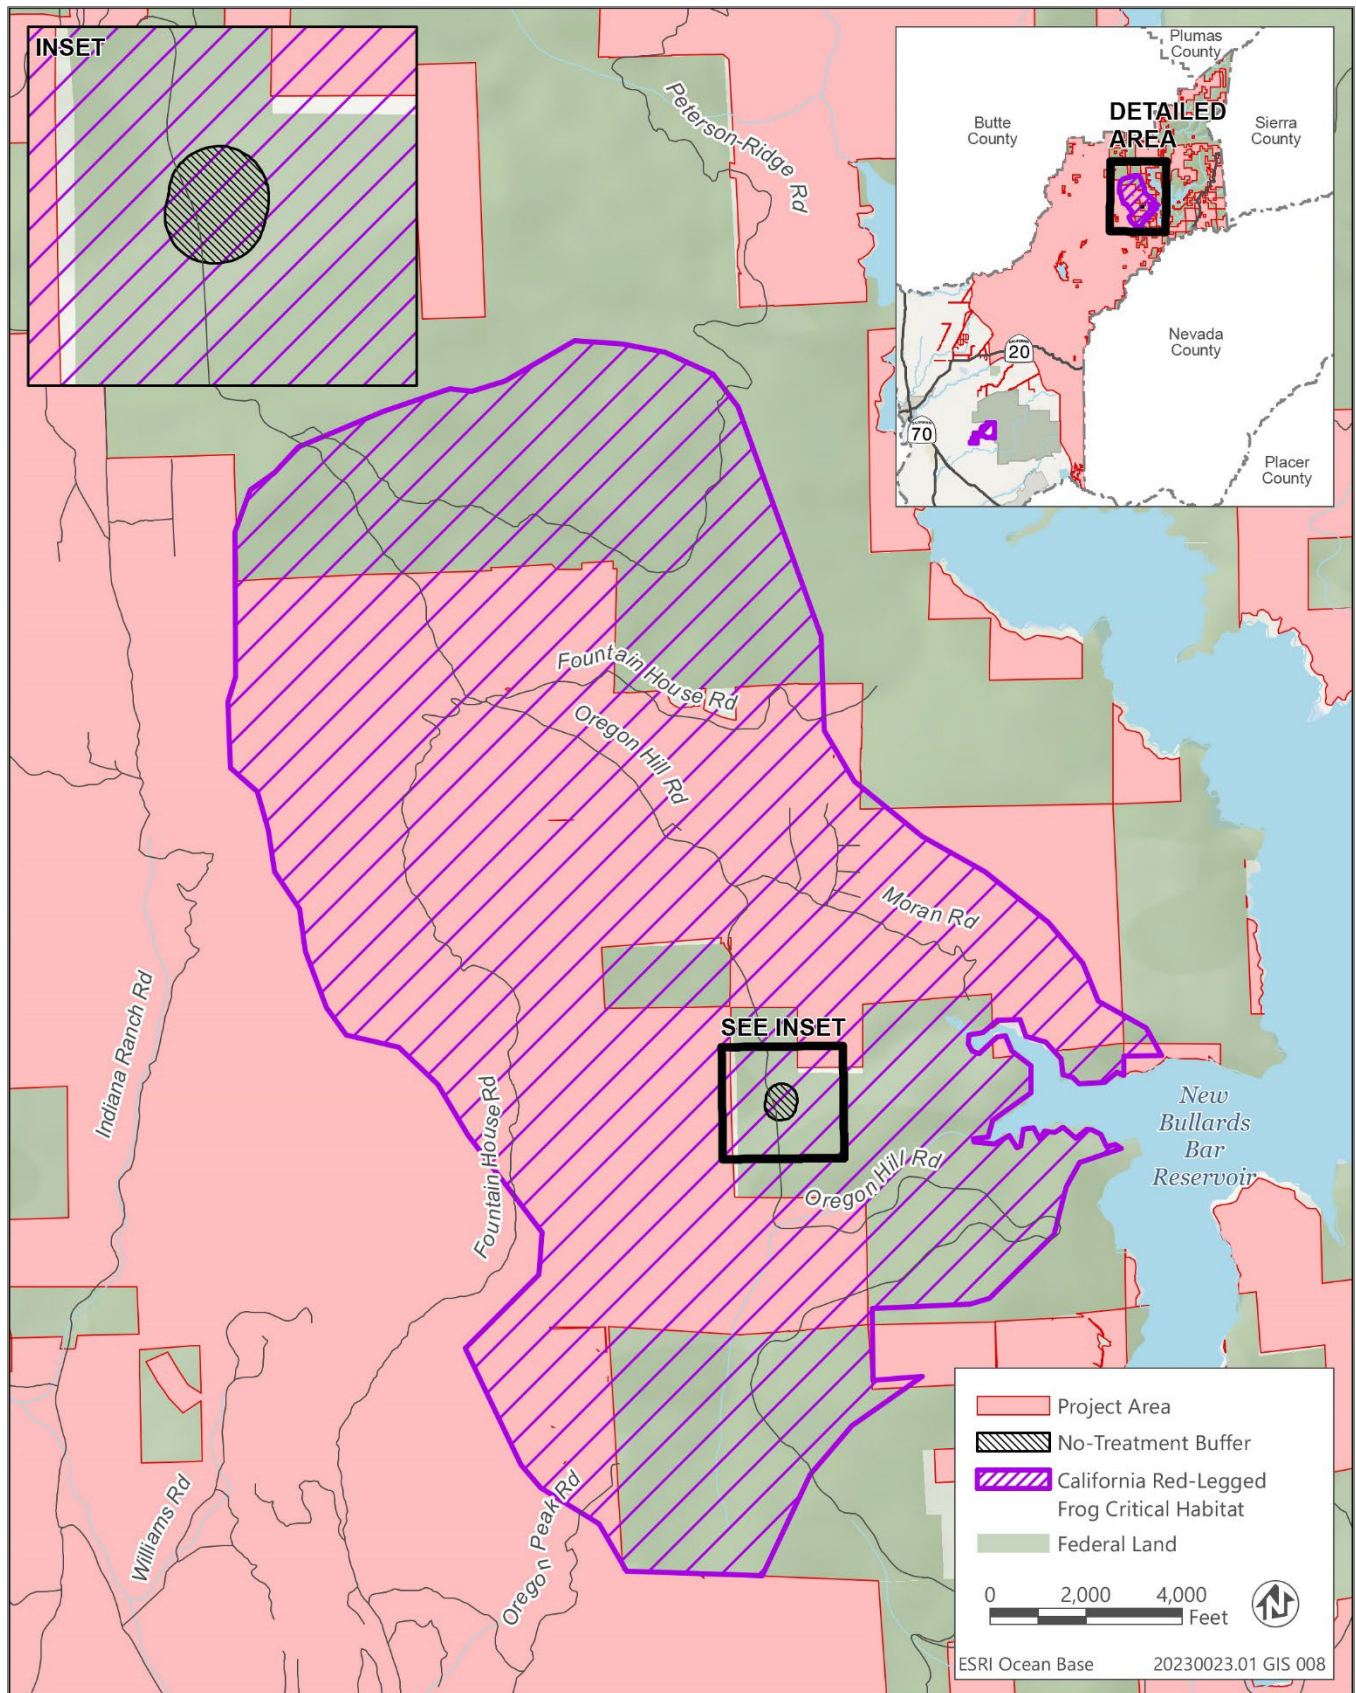 INSET
Peterson-Ridge Rd
Plumas
County
DETAILED
AREA
Butte
County
Sierra
County
Nevada
County
Placer
County
CALIFORNIA
20
CALIFORNIA
70
Fountain House Rd
Oregon Hill Rd
Moran Rd
Indiana Ranch Rd
SEE INSET
Fountain House Rd
New
Bullards
Bar
Reservoir
Oregon Hill Rd
Williams Rd
Oregon Peak Rd
Project Area
No-Treatment Buffer
California Red-Legged
Frog Critical Habitat
Federal Land
0 2,000 4,000
Feet
N
ESRI Ocean Base 20230023.01 GIS 008